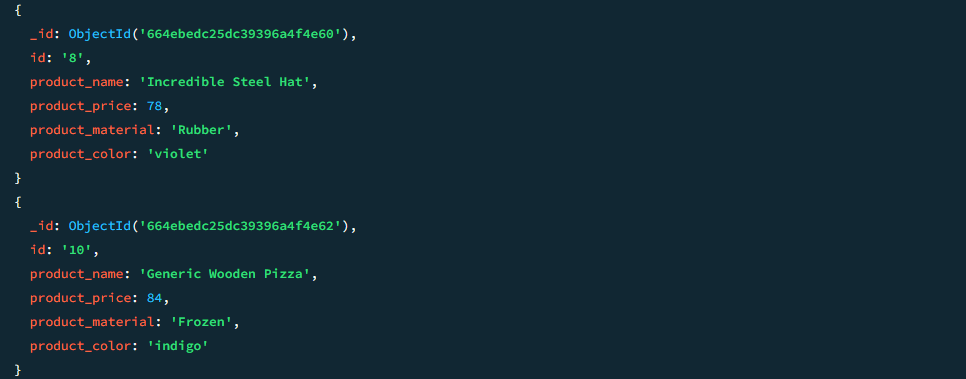 {
_id: ObjectId('664ebedc25dc39396a4f4e60'),
id: '8',
product_name: 'Incredible Steel Hat',
product_price: 78,
product_material: 'Rubber',
product_color: 'violet'
}
{
_id: ObjectId('664ebedc25dc39396a4f4e62'),
id: '10',
product_name: 'Generic Wooden Pizza',
product_price: 84,
product_material: 'Frozen',
product_color: 'indigo'
}